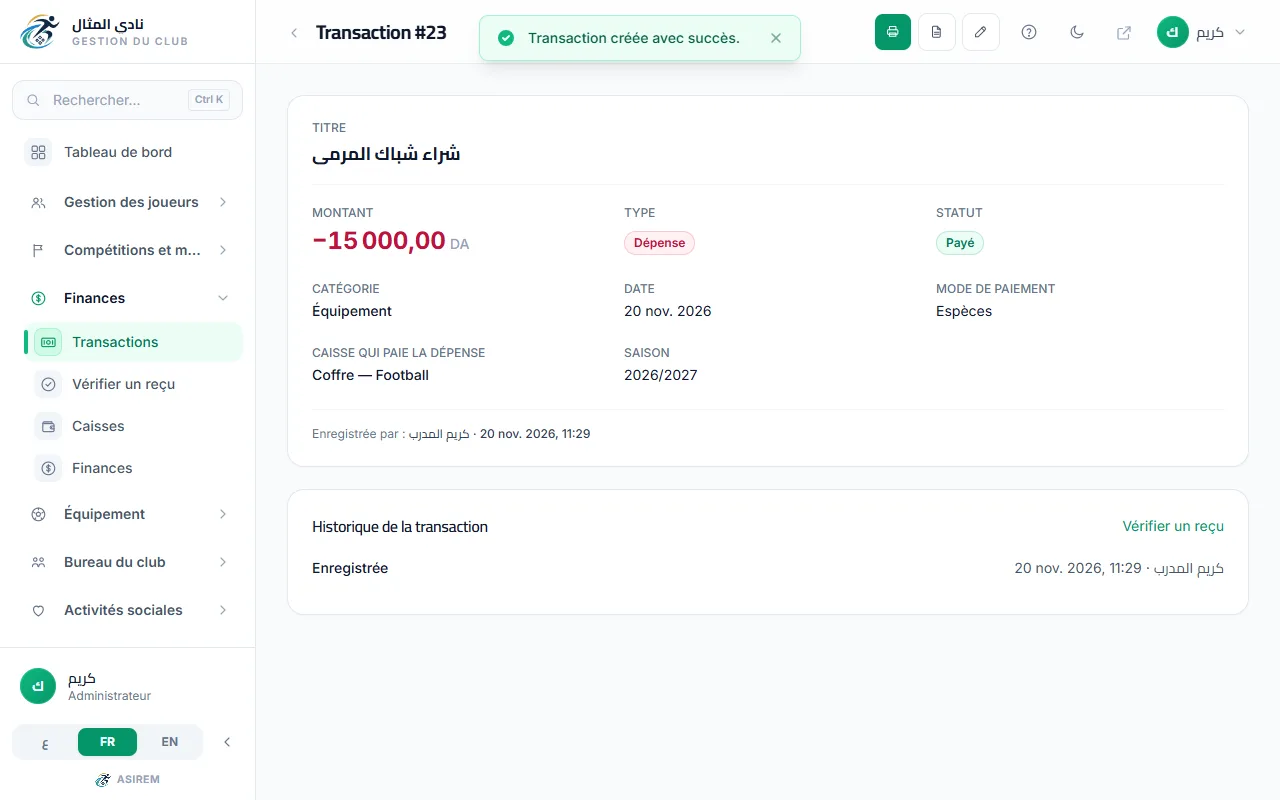 نادي المثال
GESTION DU CLUB
Rechercher...
Ctrl K
Tableau de bord
Gestion des joueurs
Compétitions et m...
Finances
Transactions
Vérifier un reçu
Caisses
Finances
Équipement
Bureau du club
Activités sociales
ك
كريم
Administrateur
ع
FR
EN
ASIREM
Transaction #23
Transaction créée avec succès.
ك
كريم
TITRE
شراء شباك المرمى
MONTANT
TYPE
STATUT
−15 000,00 DA
Dépense
Payé
CATÉGORIE
DATE
MODE DE PAIEMENT
Équipement
20 nov. 2026
Espèces
CAISSE QUI PAIE LA DÉPENSE
SAISON
Coffre — Football
2026/2027
Enregistrée par : كريم المدرب · 20 nov. 2026, 11:29
Historique de la transaction
Vérifier un reçu
Enregistrée
20 nov. 2026, 11:29 · كريم المدرب